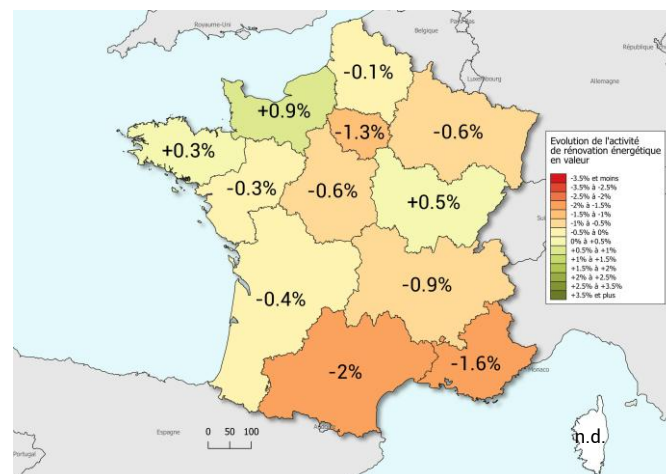 Royaume-Uni
Belgique
Luxembourg
Allemagne
-0.1%
+0.9%
-1.3%
-0.6%
+0.3%
-0.3%
-0.6%
+0.5%
-0.4%
-0.9%
-2%
-1.6%
Monaco
n.d.
Espagne
Portugal
0 50 100
Evolution de l'activité
de rénovation énergétique
en valeur
-3.5% et moins
-3.5% à -2.5%
-2.5% à -2%
-2% à -1.5%
-1.5% à -1%
-1% à -0.5%
-0.5% à 0%
0% à +0.5%
+0.5% à +1%
+1% à +1.5%
+1.5% à +2%
+2% à +2.5%
+2.5% à +3.5%
+3.5% et plus